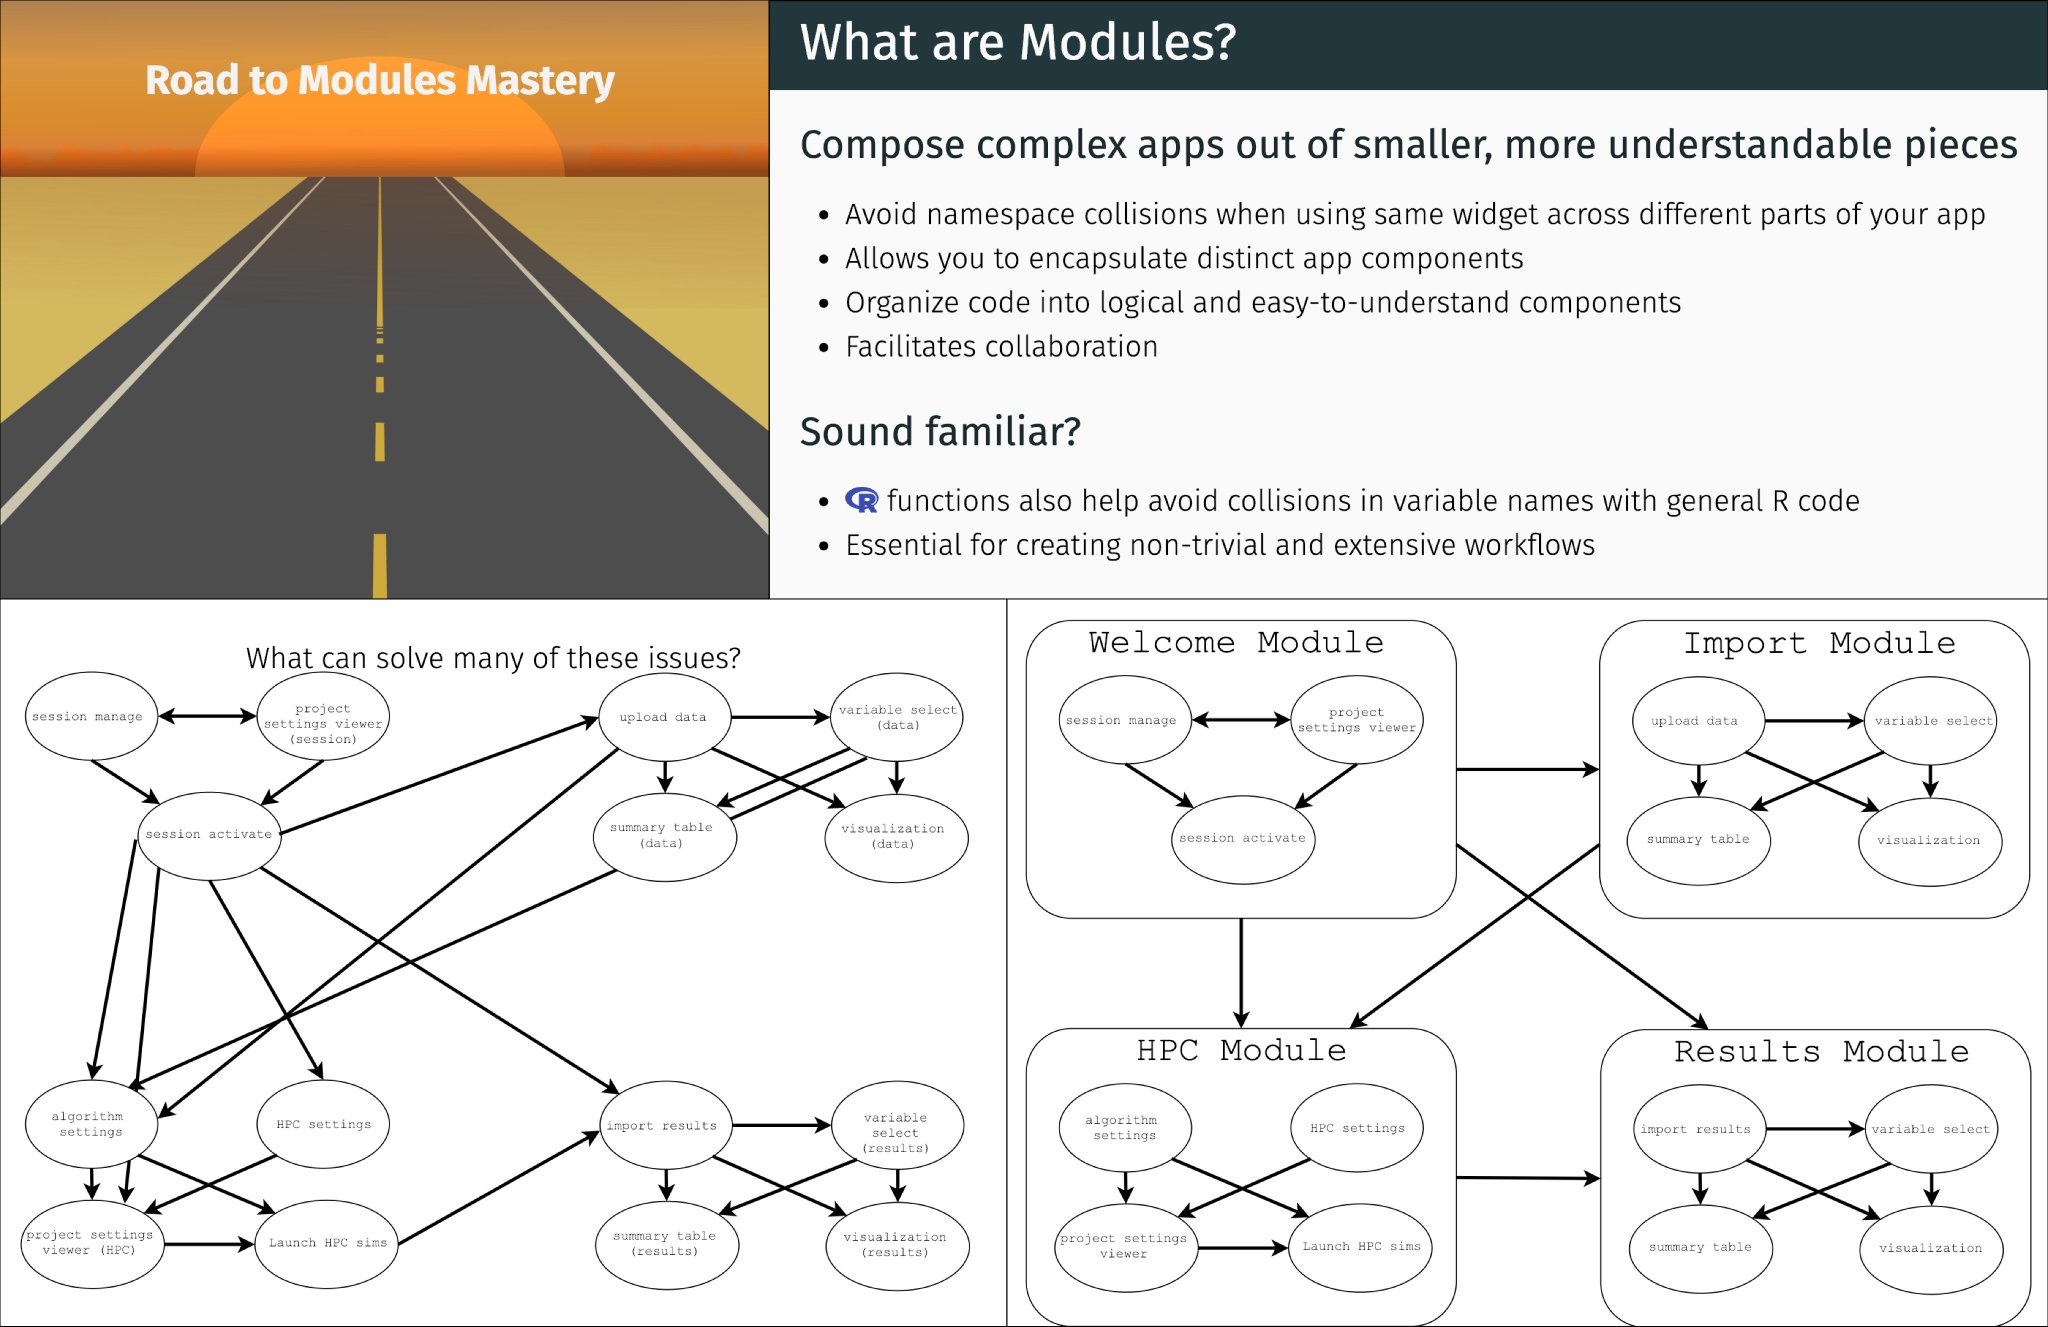 Road to Modules Mastery
What are Modules?
Compose complex apps out of smaller, more understandable pieces
• Avoid namespace collisions when using same widget across different parts of your app
• Allows you to encapsulate distinct app components
• Organize code into logical and easy-to-understand components
• Facilitates collaboration
Sound familiar?
• R functions also help avoid collisions in variable names with general R code
• Essential for creating non-trivial and extensive workflows
What can solve many of these issues?
session manage
project
settings viewer
(session)
upload data
variable select
(data)
session activate
summary table
(data)
visualization
(data)
algorithm
settings
HPC settings
import results
variable
select
(results)
project settings
viewer (HPC)
Launch HPC sims
summary table
(results)
visualization
(results)
Welcome Module
session manage
project
settings viewer
session activate
Import Module
upload data
variable select
summary table
visualization
HPC Module
algorithm
settings
HPC settings
project settings
viewer
Launch HPC sims
Results Module
import results
variable select
summary table
visualization